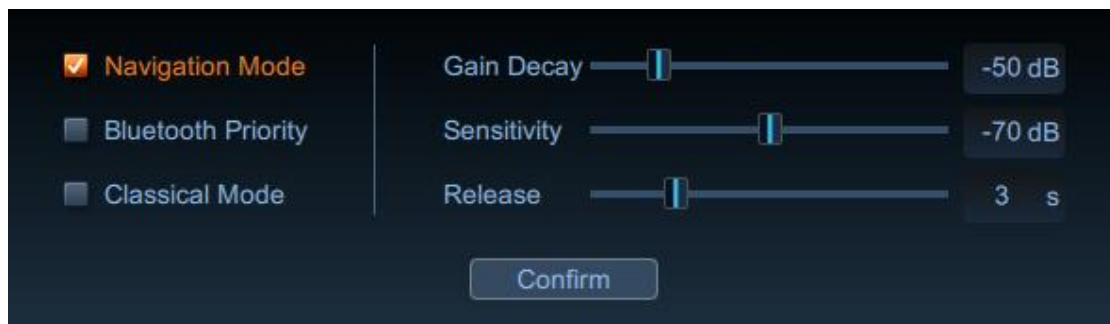 Navigation Mode
Gain Decay -50 dB
Bluetooth Priority
Sensitivity -70 dB
Classical Mode
Release 3 s
Confirm